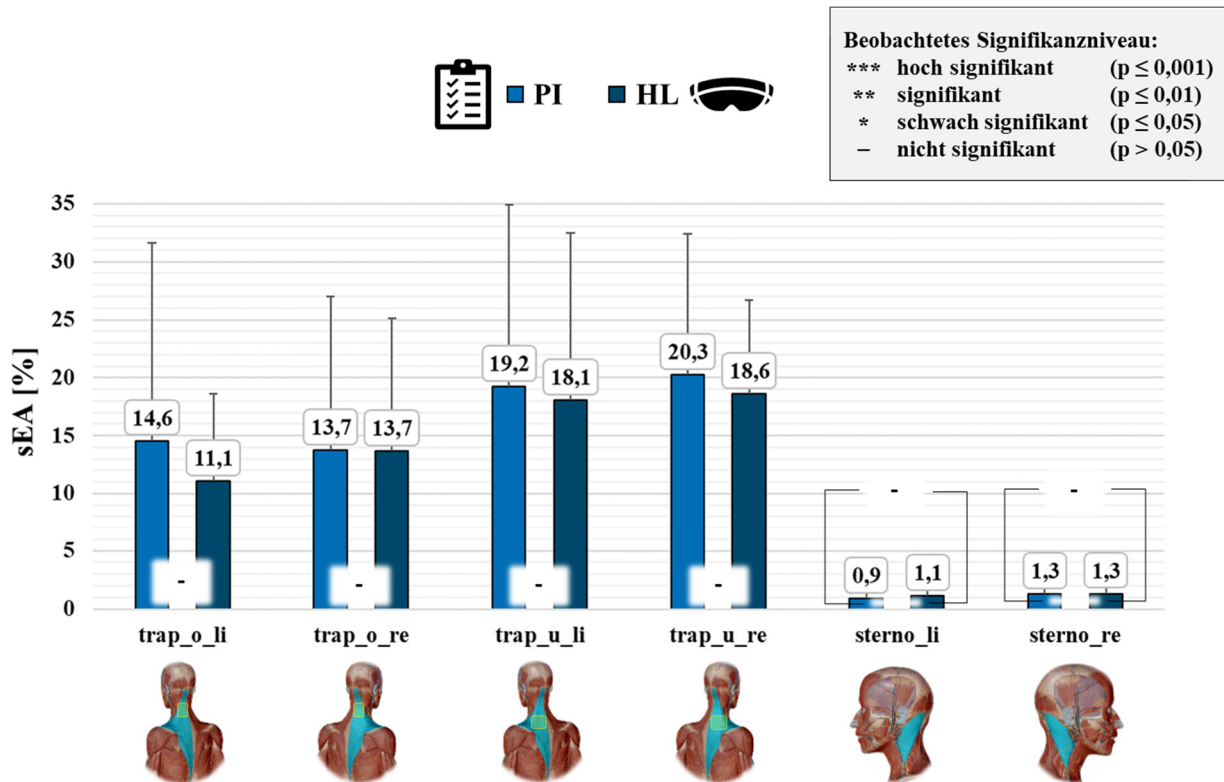 Beobachtetes Signifikanzniveau:
*** hoch signifikant (p ≤ 0,001)
** signifikant (p ≤ 0,01)
* schwach signifikant (p ≤ 0,05)
– nicht signifikant (p > 0,05)
PI HL
sEA [%]
35
30
25
20
15
10
5
0
14,6
11,1
13,7
13,7
19,2
18,1
20,3
18,6
0,9
1,1
1,3
1,3
- - - - - -
trap_o_li trap_o_re trap_u_li trap_u_re sterno_li sterno_re